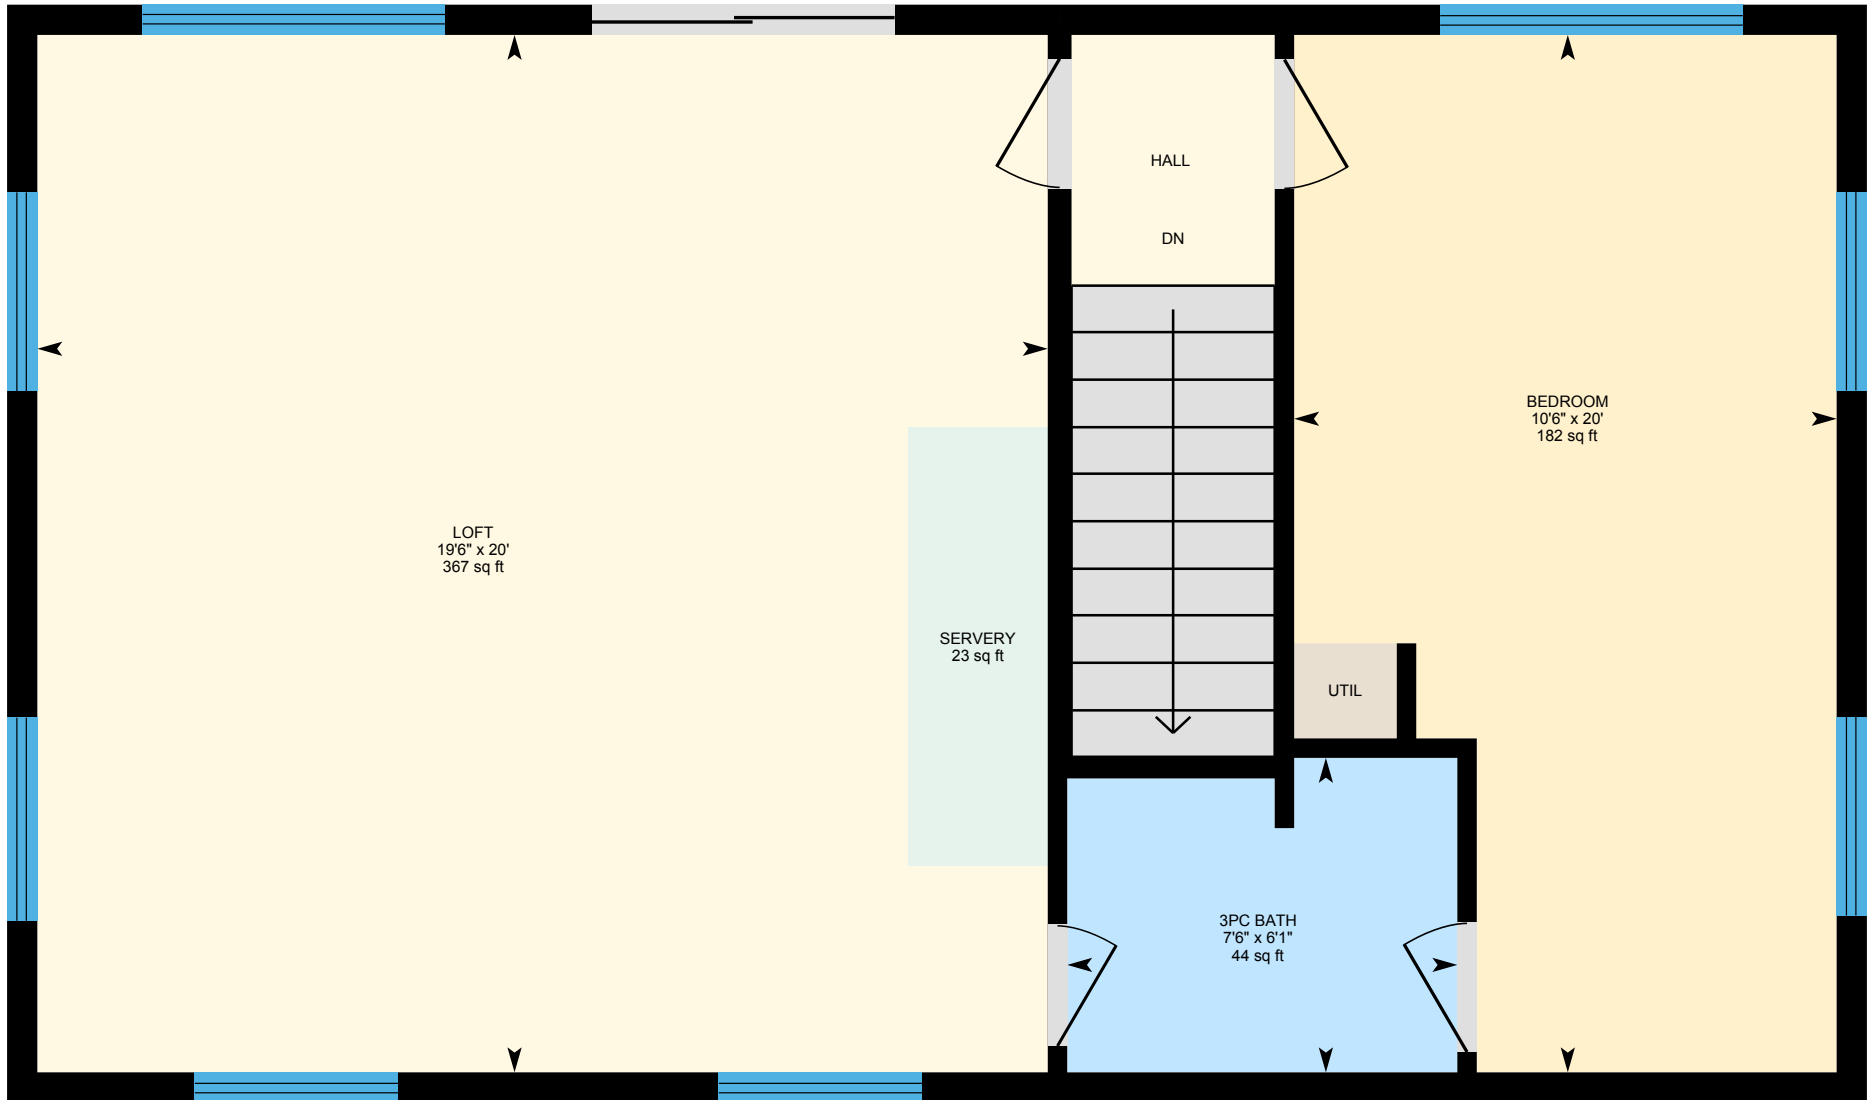 HALL
DN
BEDROOM
10'6" x 20'
182 sq ft
LOFT
19'6" x 20'
367 sq ft
SERVERY
23 sq ft
UTIL
3PC BATH
7'6" x 6'1"
44 sq ft